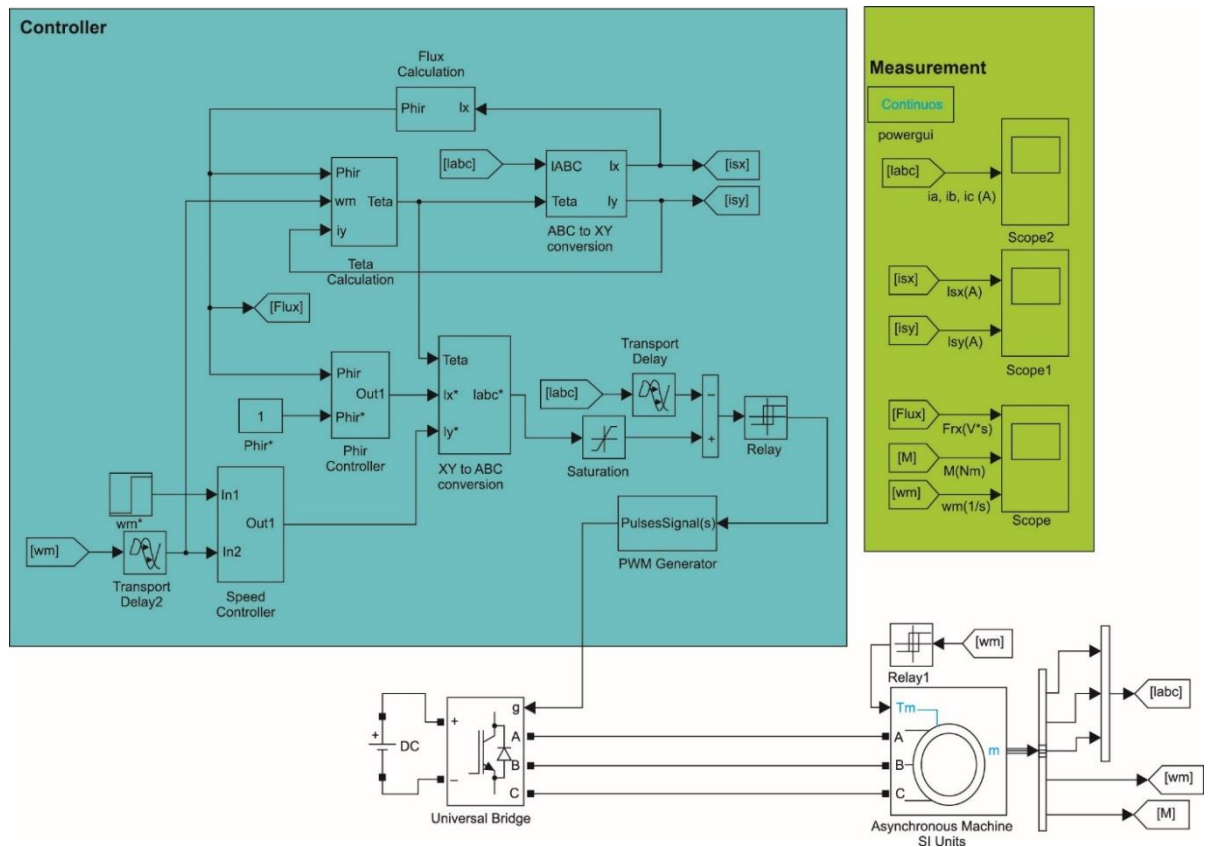 Controller
Flux
Calculation
Phir
Ix
[Iabc]
IABC
Ix
Teta
Iy
ABC to XY
conversion
[isx]
[isy]
Phir
wm
Teta
iy
Teta
Calculation
[Flux]
Phir
Out1
Phir*
Phir
Controller
1
Phir*
Teta
Ix*
Iabc*
Iy*
XY to ABC
conversion
Transport
Delay
[Iabc]
−
+
Saturation
Relay
wm*
In1
Out1
In2
Speed
Controller
[wm]
Transport
Delay2
PulsesSignal(s)
PWM Generator
Measurement
Continuos
powergui
[Iabc]
ia, ib, ic (A)
Scope2
[isx]
Isx(A)
[isy]
Isy(A)
Scope1
[Flux]
Frx(V*s)
[M]
M(Nm)
[wm]
wm(1/s)
Scope
+
DC
+
−
g
A
B
C
Universal Bridge
[wm]
Relay1
Tm
A
B
C
m
Asynchronous Machine
SI Units
[Iabc]
[wm]
[M]